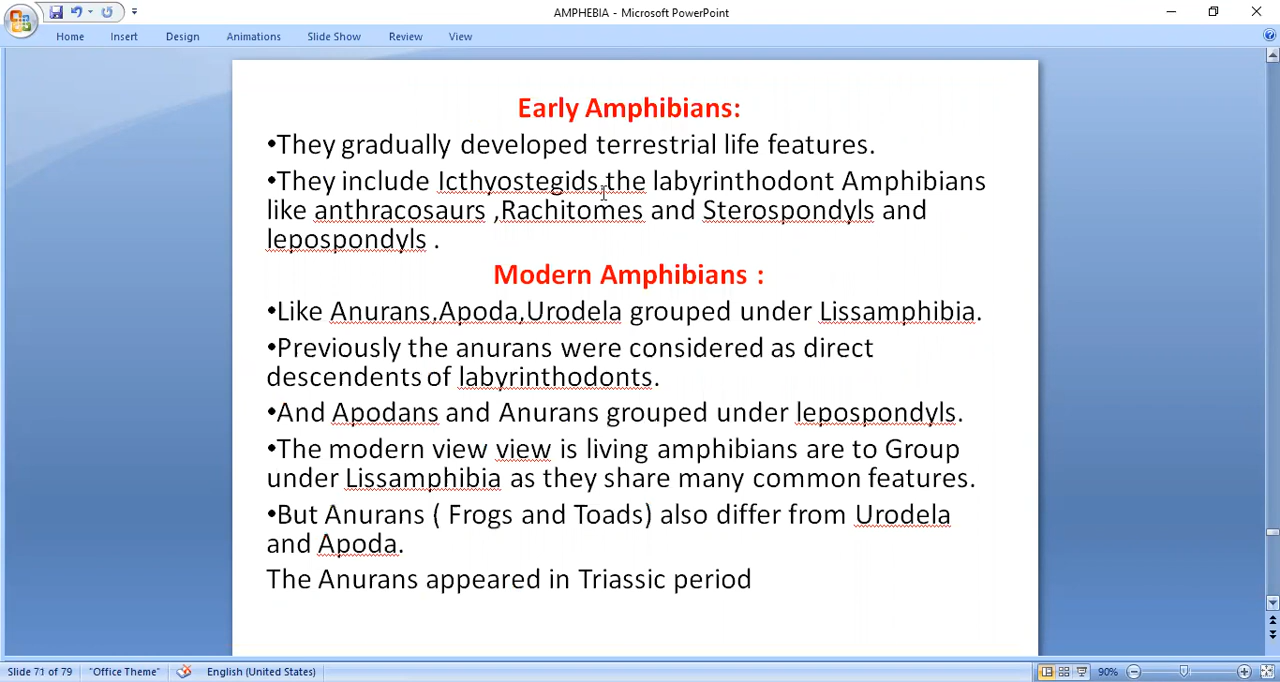 AMPHEBIA - Microsoft PowerPoint
Home Insert Design Animations Slide Show Review View
Early Amphibians:
•They gradually developed terrestrial life features.
•They include Icthyostegids,the labyrinthodont Amphibians
like anthracosaurs ,Rachitomes and Sterospondyls and
lepospondyls .
Modern Amphibians :
•Like Anurans,Apoda,Urodela grouped under Lissamphibia.
•Previously the anurans were considered as direct
descendents of labyrinthodonts.
•And Apodans and Anurans grouped under lepospondyls.
•The modern view view is living amphibians are to Group
under Lissamphibia as they share many common features.
•But Anurans ( Frogs and Toads) also differ from Urodela
and Apoda.
The Anurans appeared in Triassic period
Slide 71 of 79 "Office Theme" English (United States) 90%